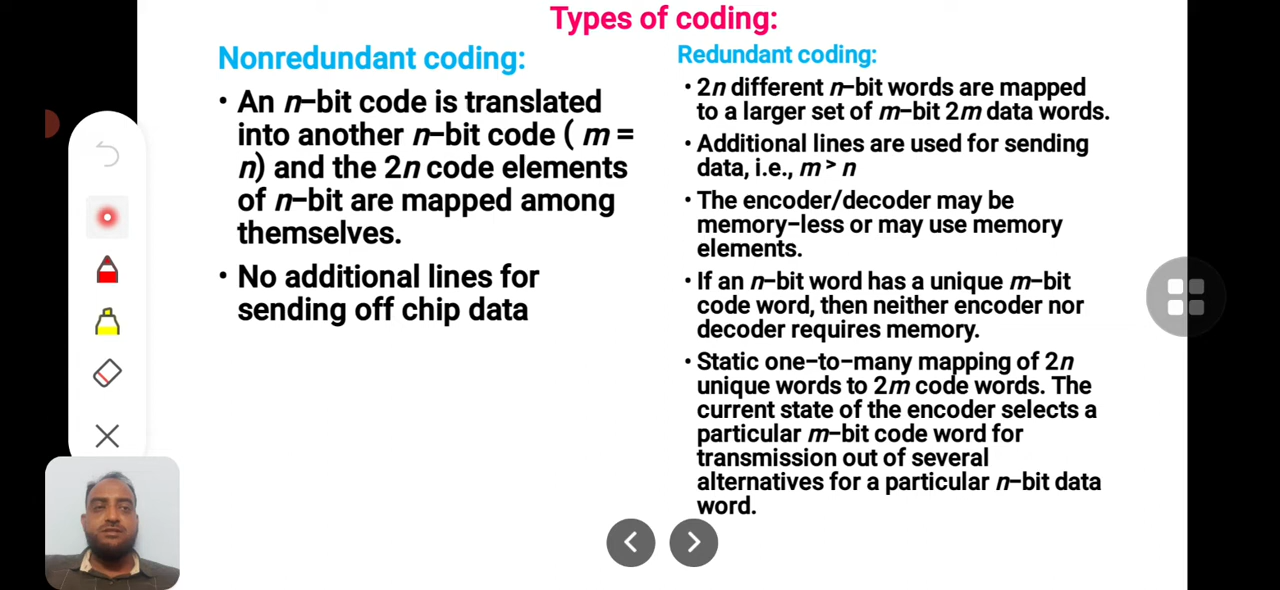 Types of coding:
Nonredundant coding:
• An n-bit code is translated
into another n-bit code ( m =
n) and the 2n code elements
of n-bit are mapped among
themselves.
• No additional lines for
sending off chip data
Redundant coding:
• 2n different n-bit words are mapped
to a larger set of m-bit 2m data words.
• Additional lines are used for sending
data, i.e., m > n
• The encoder/decoder may be
memory-less or may use memory
elements.
• If an n-bit word has a unique m-bit
code word, then neither encoder nor
decoder requires memory.
• Static one-to-many mapping of 2n
unique words to 2m code words. The
current state of the encoder selects a
particular m-bit code word for
transmission out of several
alternatives for a particular n-bit data
word.